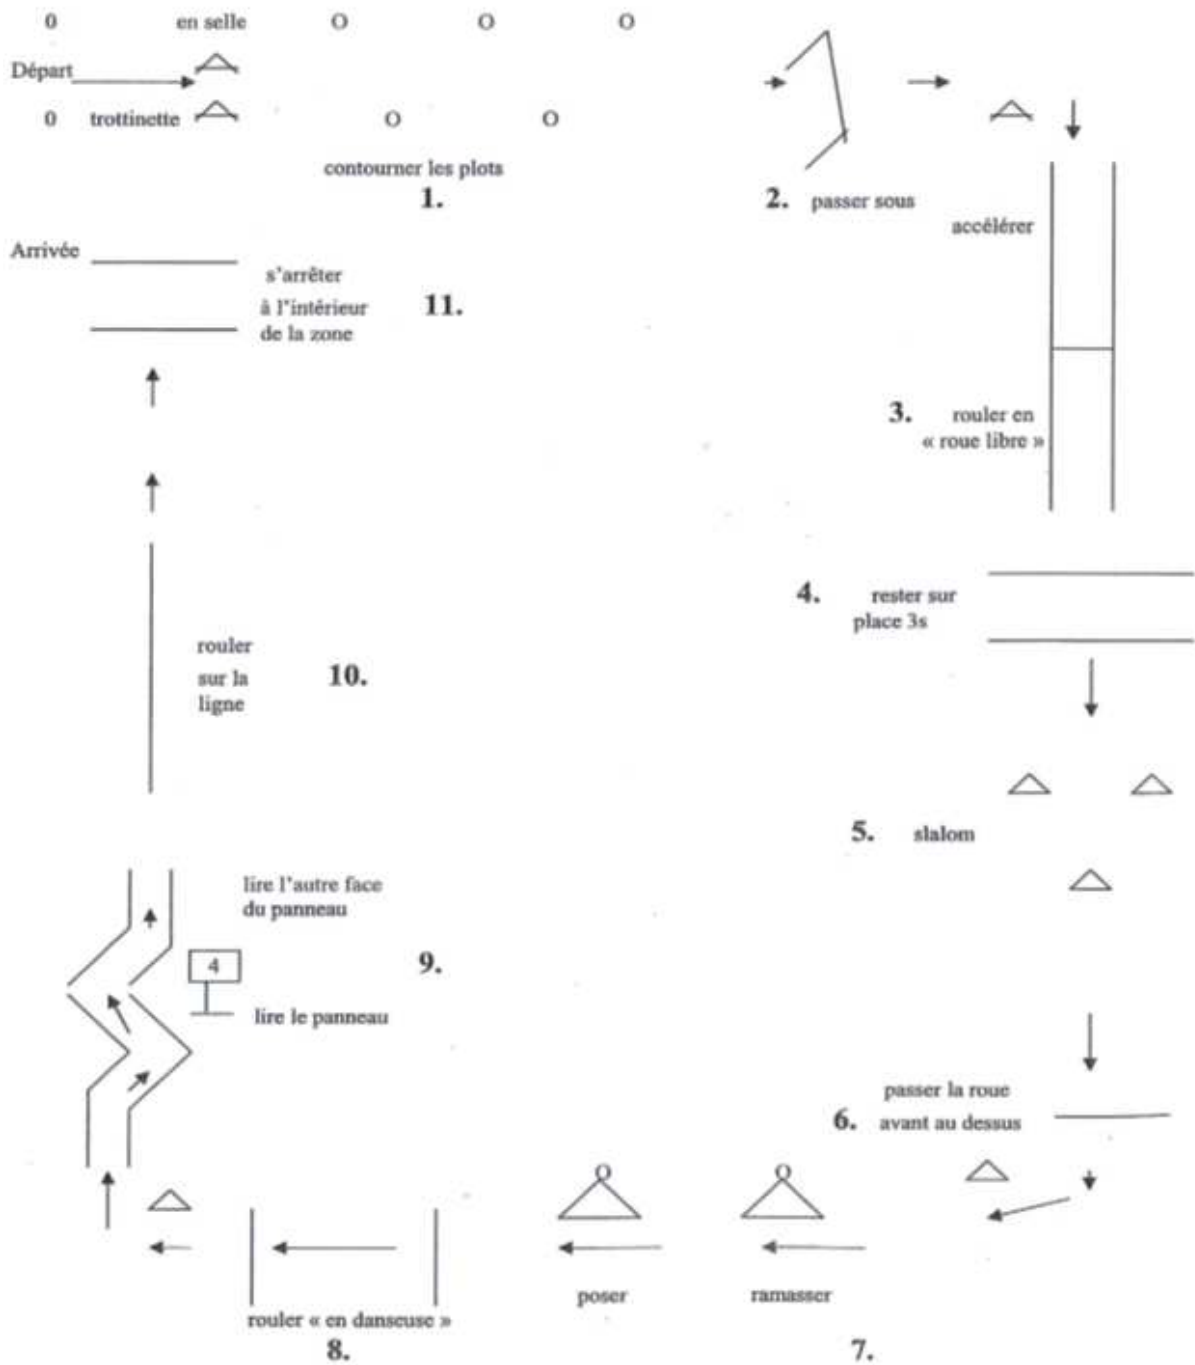 0 en selle O O O
Départ
0 trottinette O O
contourner les plots
1.
2. passer sous
accélérer
Arrivée
s'arrêter
à l'intérieur 11.
de la zone
3. rouler en
« roue libre »
4. rester sur
place 3s
rouler
sur la 10.
ligne
5. slalom
lire l'autre face
du panneau
4 9.
lire le panneau
passer la roue
6. avant au dessus
O O
poser ramasser
rouler « en danseuse »
8. 7.